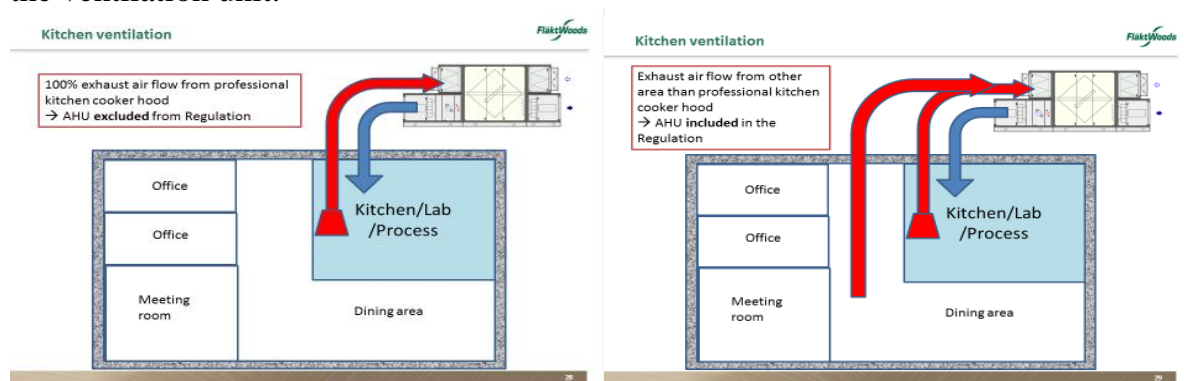 the ventilation unit.
Kitchen ventilation
FläktWoods
100% exhaust air flow from professional
kitchen cooker hood
→ AHU excluded from Regulation
Office
Office
Meeting
room
Kitchen/Lab
/Process
Dining area
28
Kitchen ventilation
FläktWoods
Exhaust air flow from other
area than professional kitchen
cooker hood
→ AHU included in the
Regulation
Office
Office
Meeting
room
Kitchen/Lab
/Process
Dining area
29